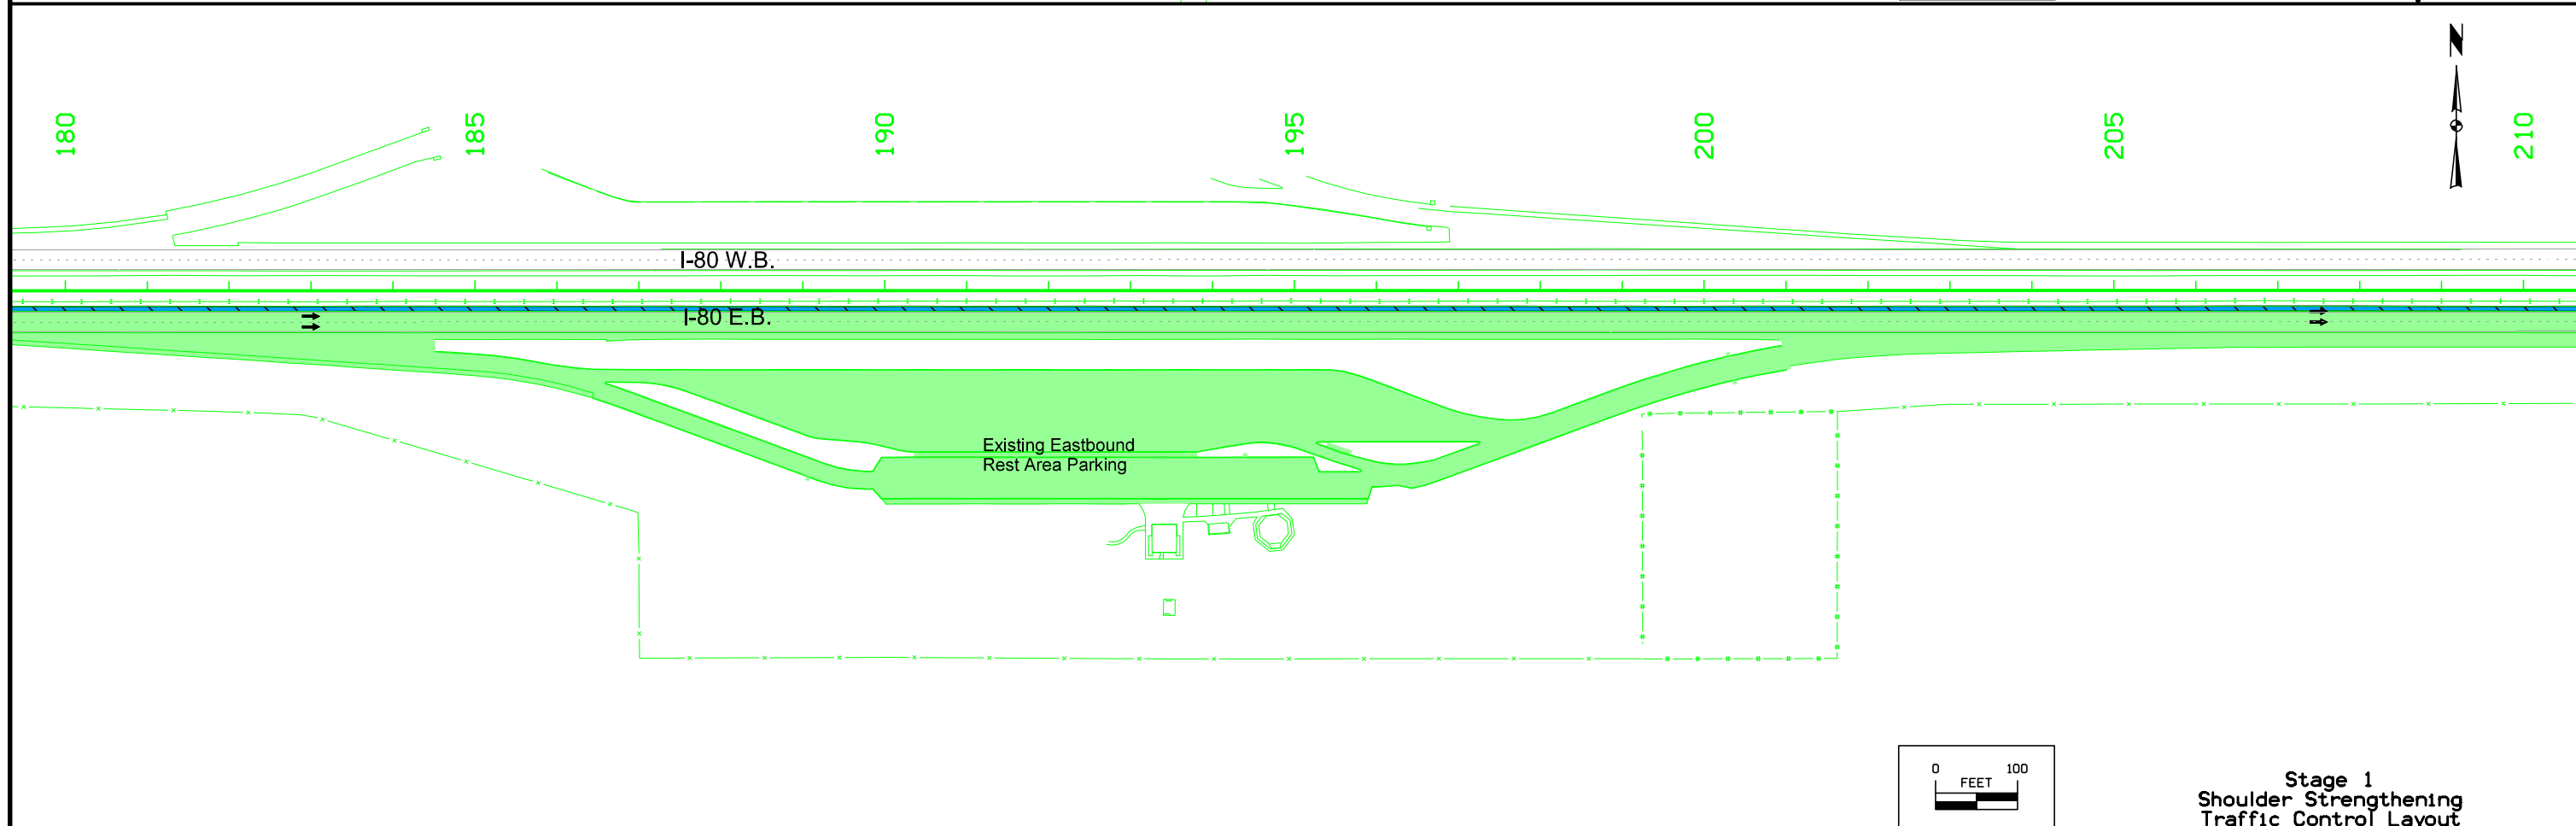 N
180
185
190
195
200
205
210
I-80 W.B.
I-80 E.B.
Existing Eastbound
Rest Area Parking
0 100
FEET
Stage 1
Shoulder Strengthening
Traffic Control Layout